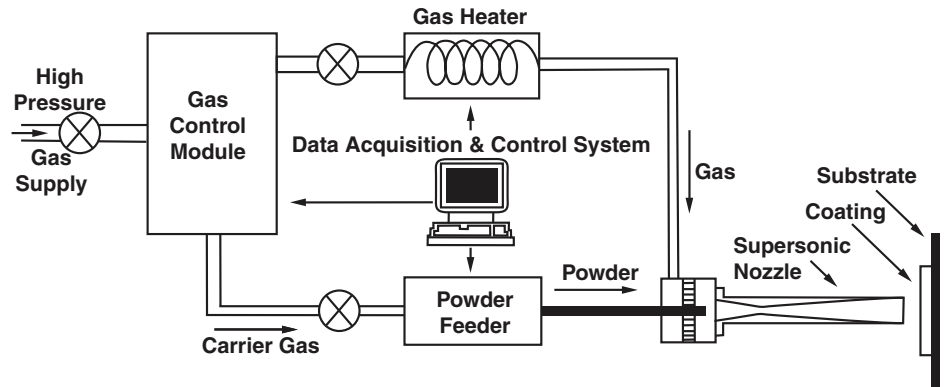 Gas Heater
High
Pressure
Gas
Supply
Gas
Control
Module
Data Acquisition & Control System
Gas
Substrate
Coating
Supersonic
Nozzle
Powder
Powder
Feeder
Carrier Gas